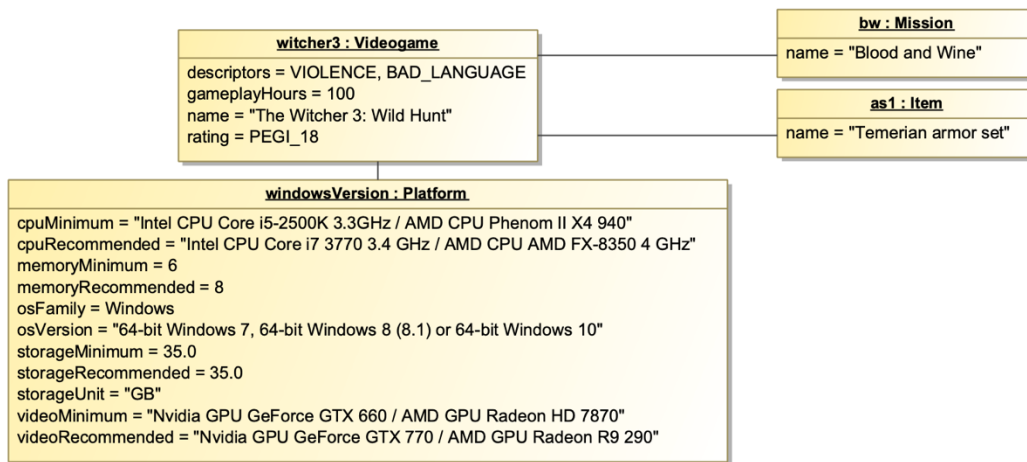 witcher3 : Videogame
descriptors = VIOLENCE, BAD_LANGUAGE
gameplayHours = 100
name = "The Witcher 3: Wild Hunt"
rating = PEGI_18
bw : Mission
name = "Blood and Wine"
as1 : Item
name = "Temerian armor set"
windowsVersion : Platform
cpuMinimum = "Intel CPU Core i5-2500K 3.3GHz / AMD CPU Phenom II X4 940"
cpuRecommended = "Intel CPU Core i7 3770 3.4 GHz / AMD CPU AMD FX-8350 4 GHz"
memoryMinimum = 6
memoryRecommended = 8
osFamily = Windows
osVersion = "64-bit Windows 7, 64-bit Windows 8 (8.1) or 64-bit Windows 10"
storageMinimum = 35.0
storageRecommended = 35.0
storageUnit = "GB"
videoMinimum = "Nvidia GPU GeForce GTX 660 / AMD GPU Radeon HD 7870"
videoRecommended = "Nvidia GPU GeForce GTX 770 / AMD GPU Radeon R9 290"